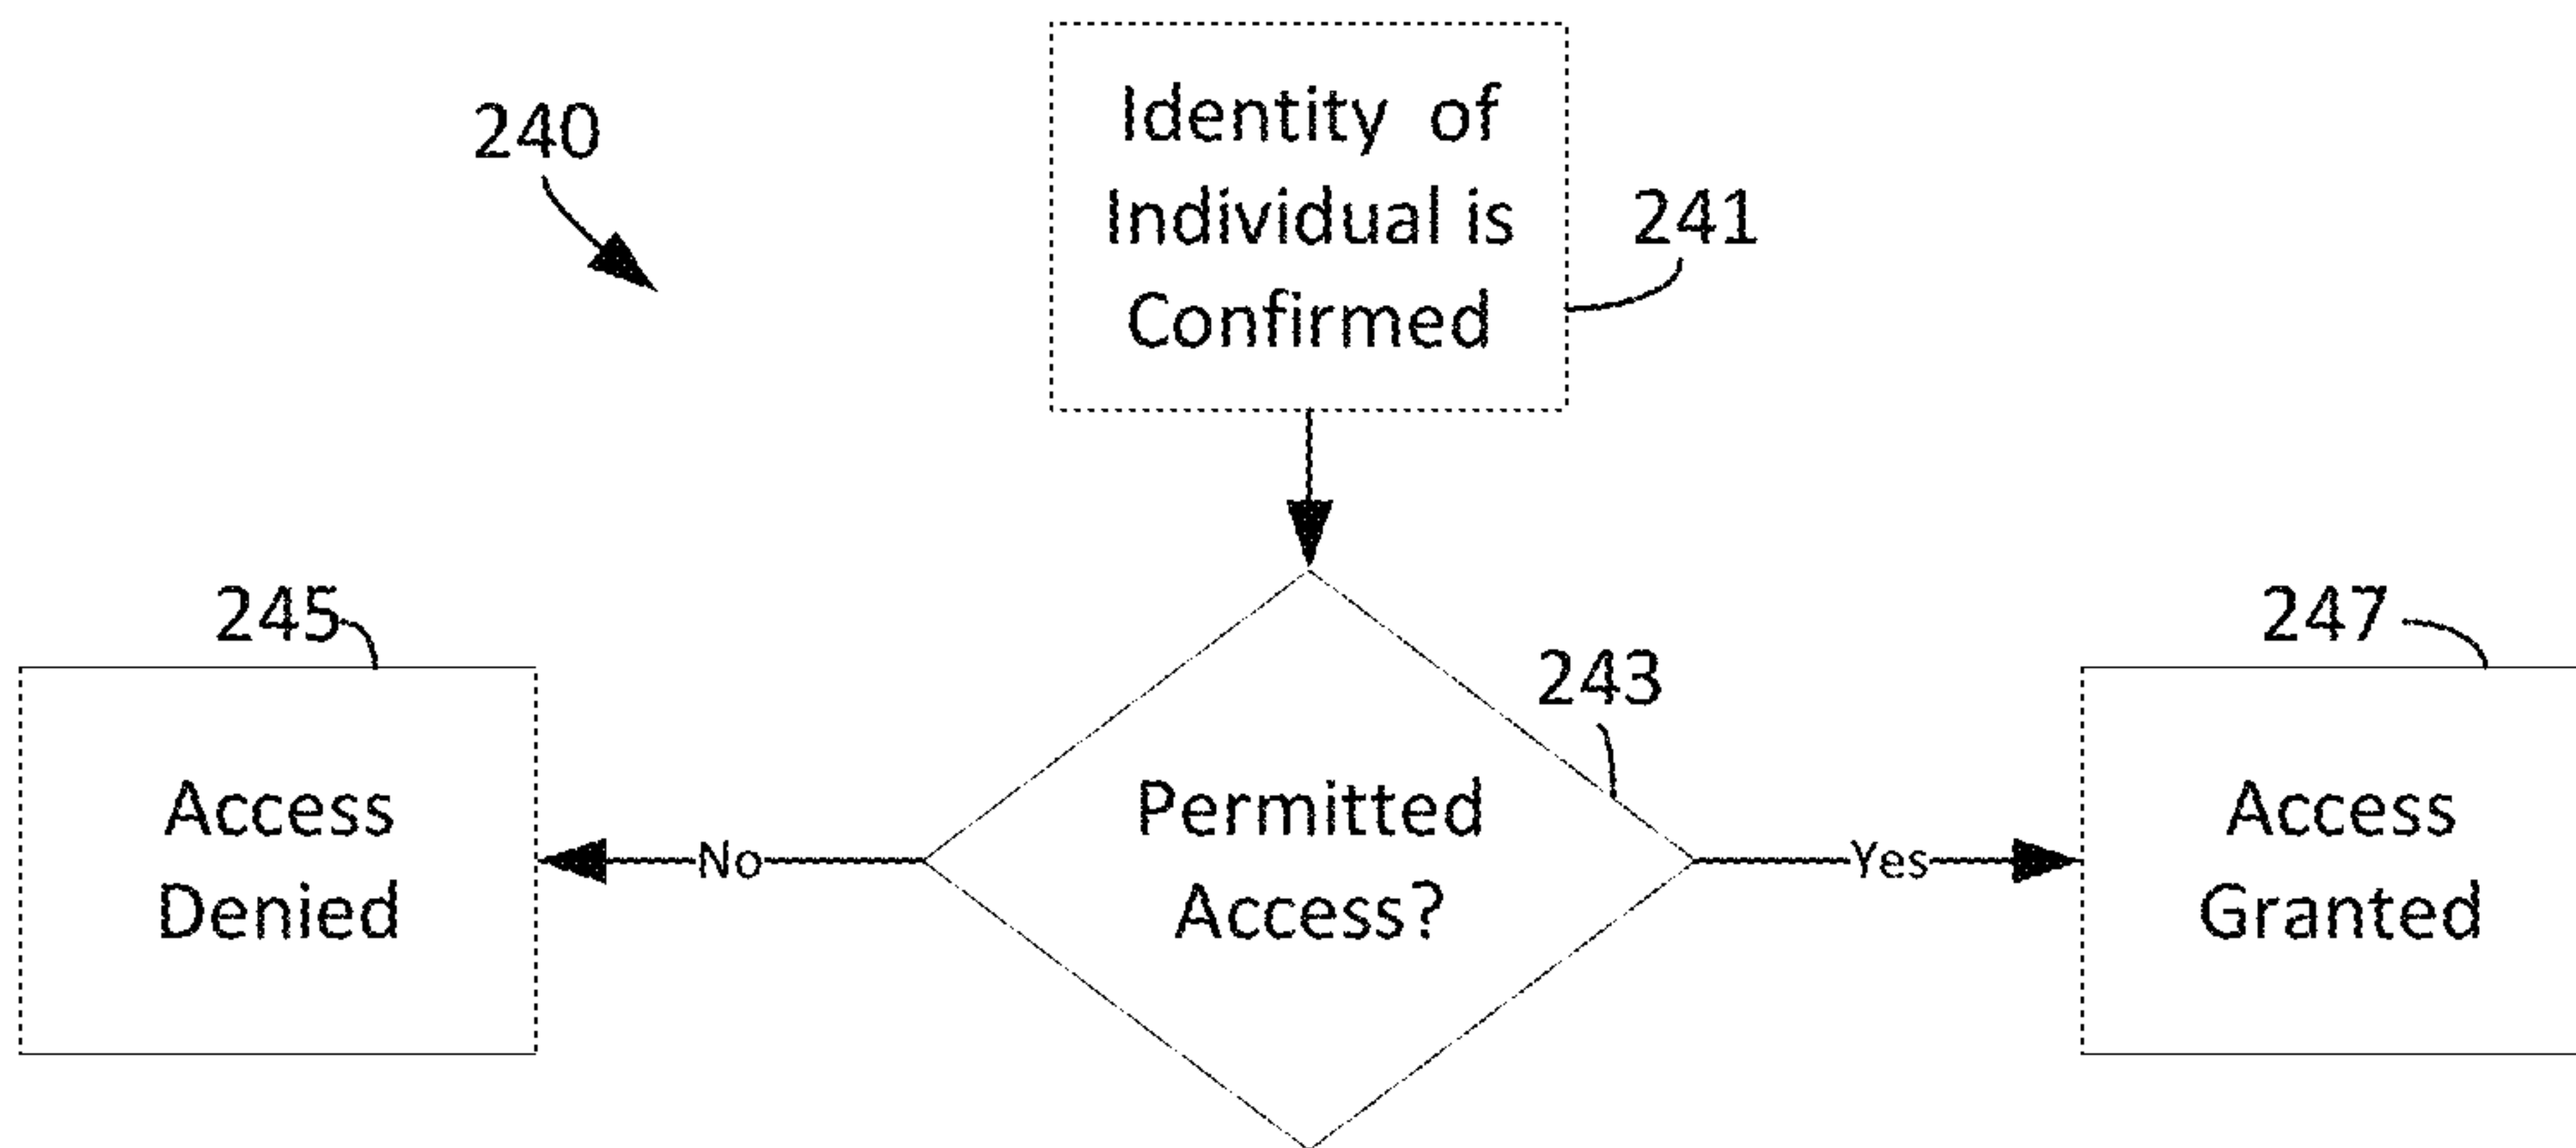 240
Identity of
Individual is
Confirmed
241
245
Access
Denied
No
243
Permitted
Access?
Yes
247
Access
Granted